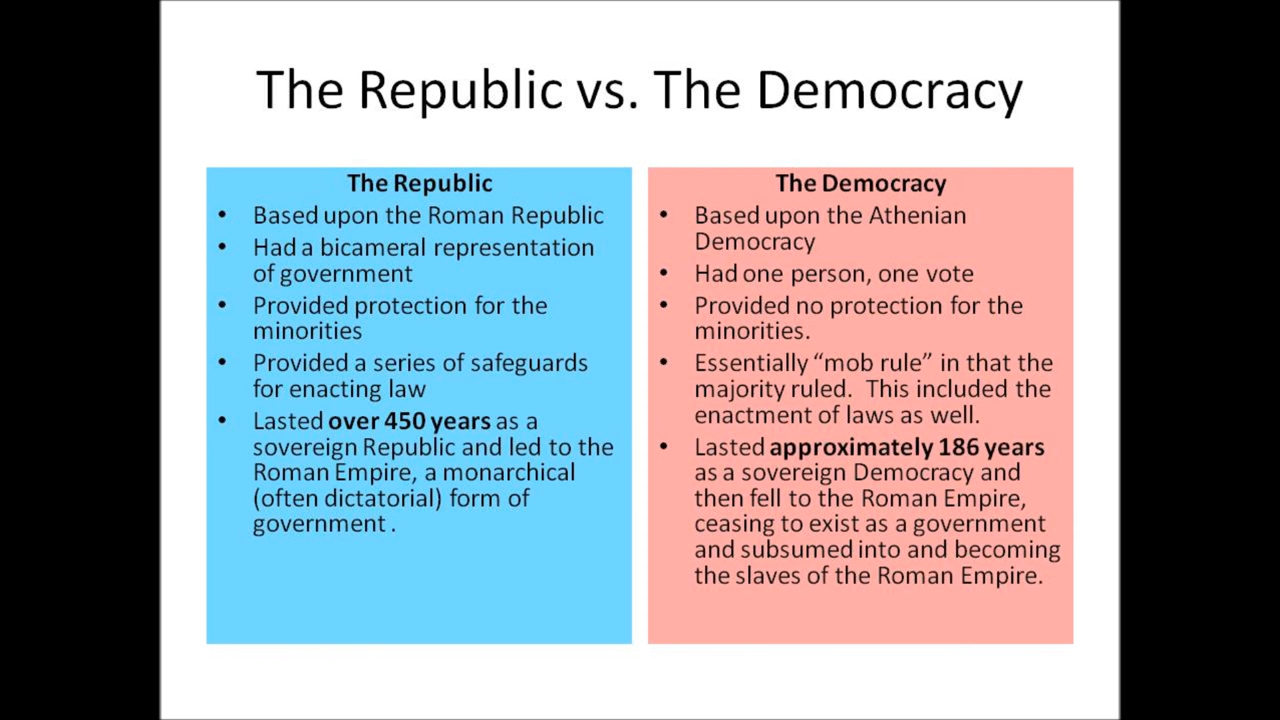 The Republic vs. The Democracy
The Republic
• Based upon the Roman Republic
• Had a bicameral representation
of government
• Provided protection for the
minorities
• Provided a series of safeguards
for enacting law
• Lasted over 450 years as a
sovereign Republic and led to the
Roman Empire, a monarchical
(often dictatorial) form of
government .
The Democracy
• Based upon the Athenian
Democracy
• Had one person, one vote
• Provided no protection for the
minorities.
• Essentially “mob rule” in that the
majority ruled.  This included the
enactment of laws as well.
• Lasted approximately 186 years
as a sovereign Democracy and
then fell to the Roman Empire,
ceasing to exist as a government
and subsumed into and becoming
the slaves of the Roman Empire.